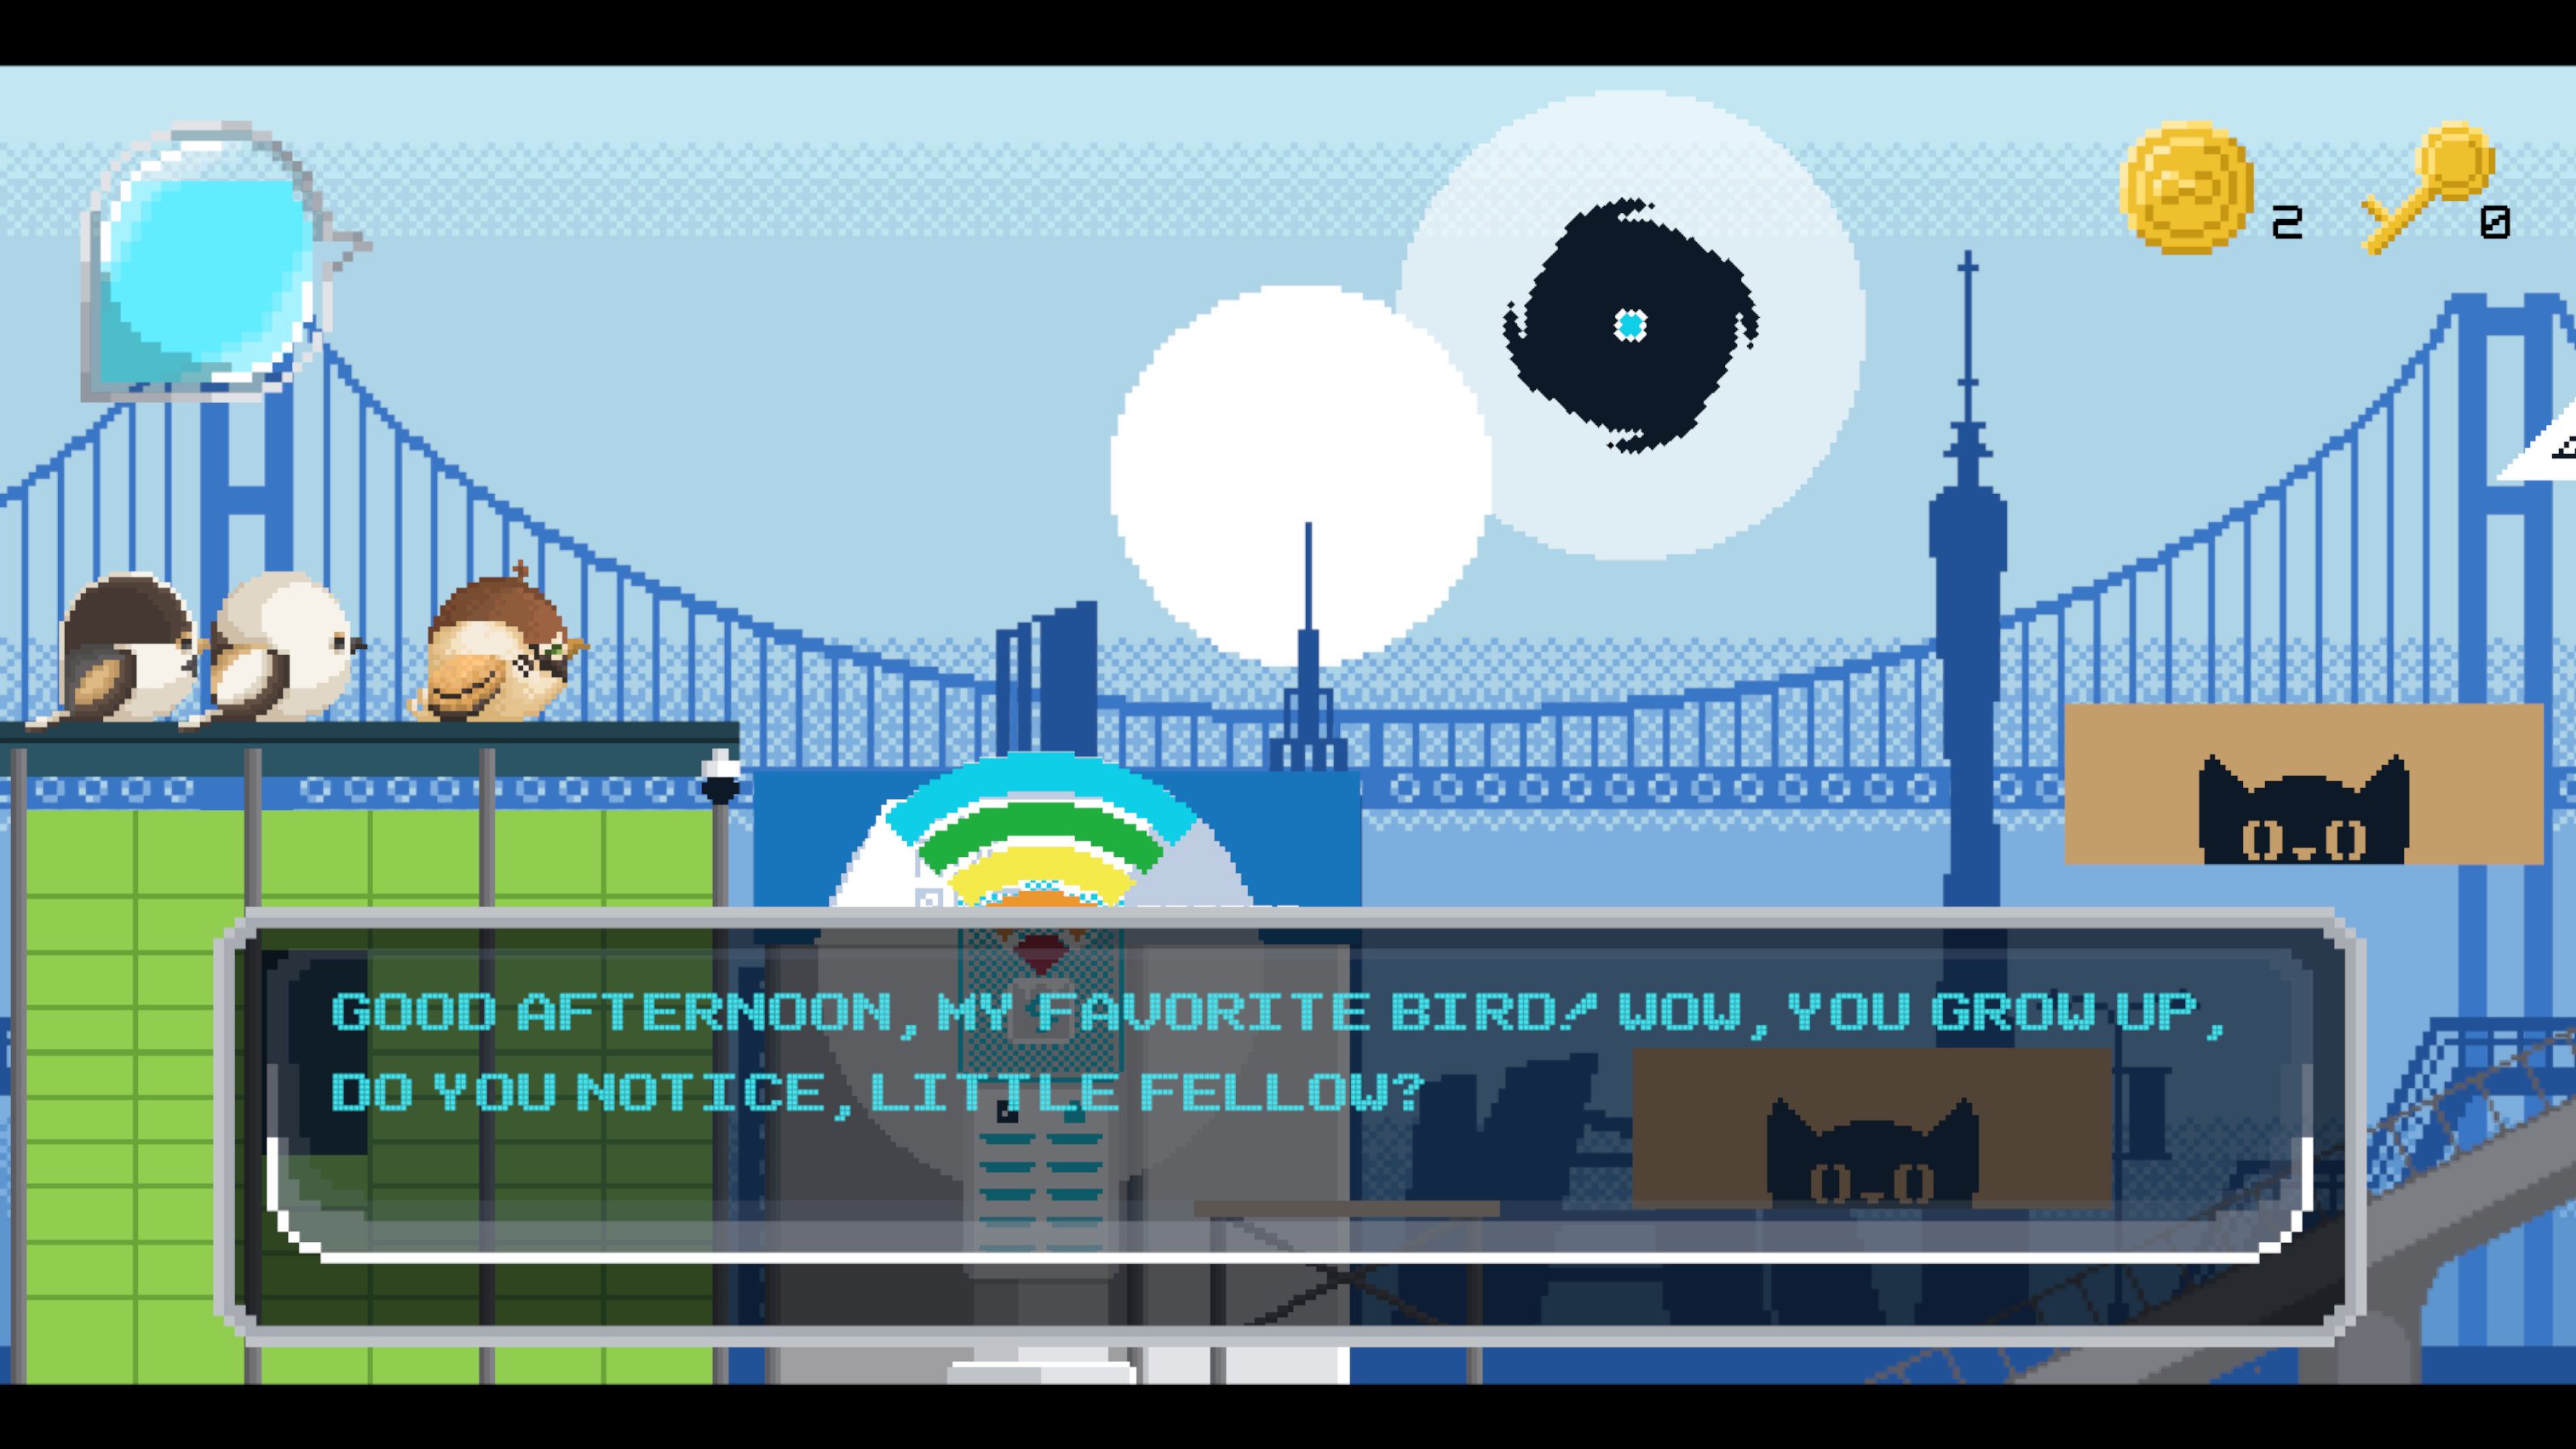 2
0
GOOD AFTERNOON, MY FAVORITE BIRD/ WOW, YOU GROW UP,
DO YOU NOTICE, LITTLE FELLOW?